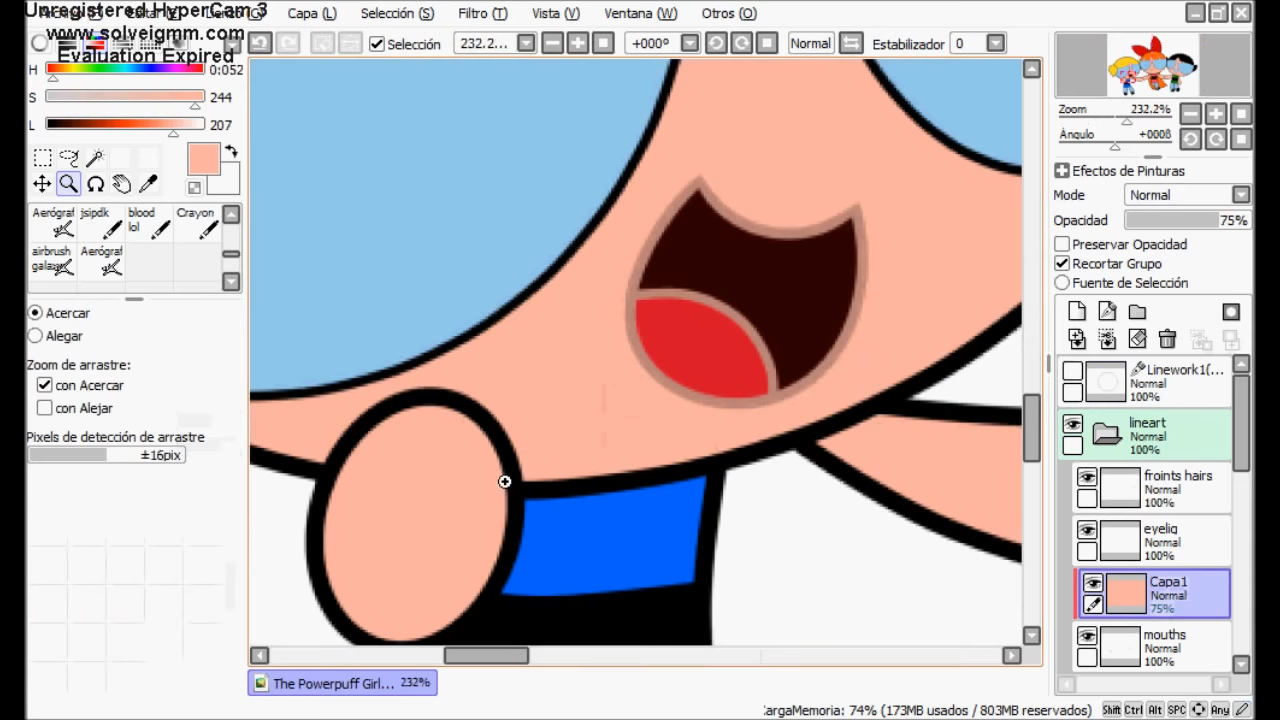 Unregistered HyperCam 3
www.solveigmm.com
Evaluation Expired
Capa (L)
Selección (S)
Filtro (T)
Vista (V)
Ventana (W)
Otros (O)
Selección
232.2...
+000º
Normal
Estabilizador
0
H
0:052
S
244
L
207
Aerógraf
jsipdk
blood
lol
Crayon
airbrush
Aerógraf
Acercar
Alegar
Zoom de arrastre:
con Acercar
con Alejar
Pixels de detección de arrastre
±16pix
Zoom
232.2%
Ángulo
Efectos de Pinturas
Mode
Normal
Opacidad
75%
Preservar Opacidad
Recortar Grupo
Fuente de Selección
Linework1(...
Normal
100%
lineart
Normal
100%
froints hairs
Normal
100%
eyelig
Normal
100%
Capa1
Normal
75%
mouths
Normal
100%
The Powerpuff Girl...
232%
CargaMemoria: 74% (173MB usados / 803MB reservados)
Shift Ctrl Alt SPC
Any